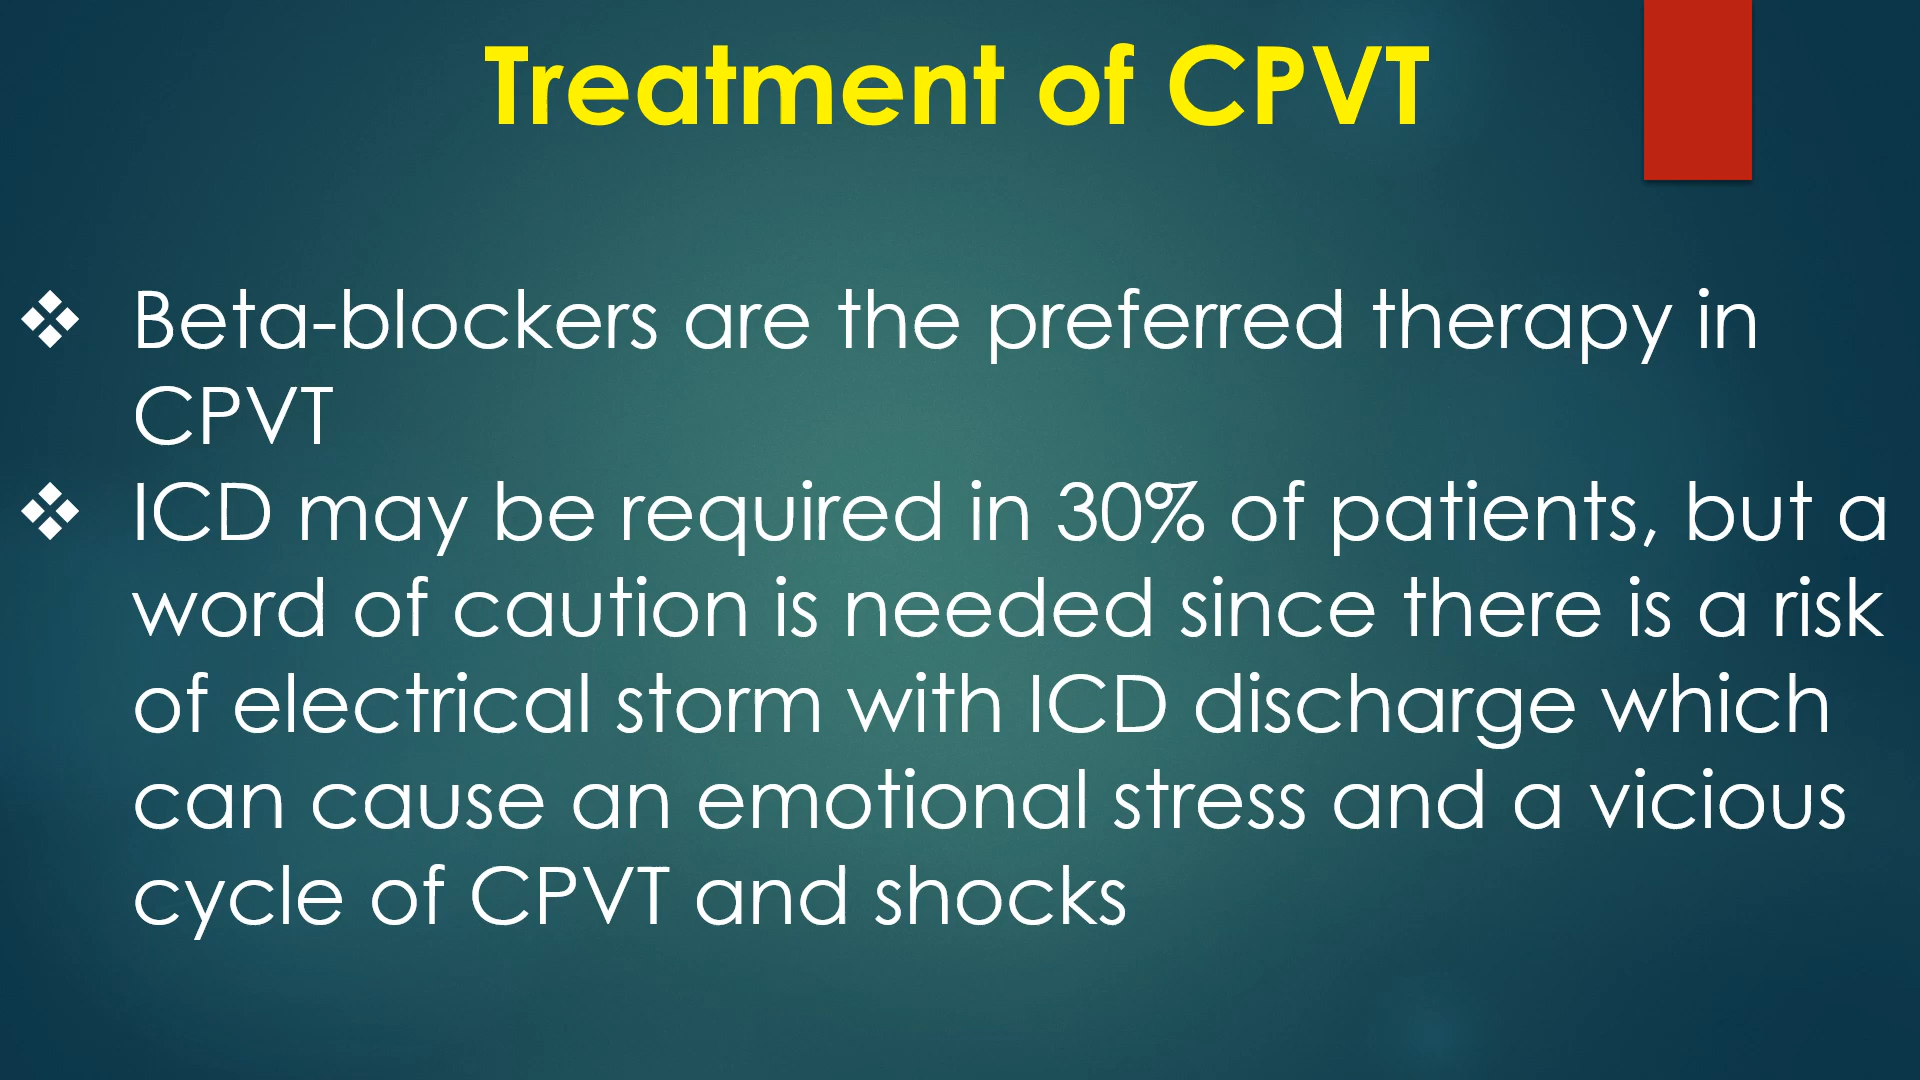 Treatment of CPVT
❖ Beta-blockers are the preferred therapy in
CPVT
❖ ICD may be required in 30% of patients, but a
word of caution is needed since there is a risk
of electrical storm with ICD discharge which
can cause an emotional stress and a vicious
cycle of CPVT and shocks